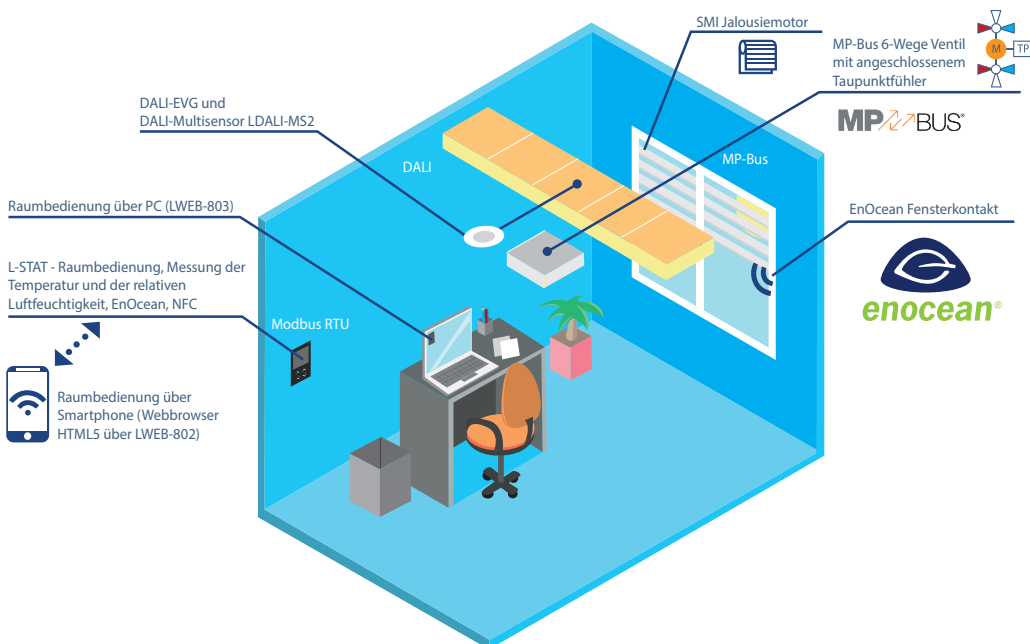 SMI Jalousiemotor
MP-Bus 6-Wege Ventil
mit angeschlossenem
Taupunktfühler
M
TP
MP BUS®
DALI-EVG und
DALI-Multisensor LDALI-MS2
DALI
MP-Bus
Raumbedienung über PC (LWEB-803)
EnOcean Fensterkontakt
enocean®
L-STAT - Raumbedienung, Messung der
Temperatur und der relativen
Luftfeuchtigkeit, EnOcean, NFC
Modbus RTU
Raumbedienung über
Smartphone (Webbrowser
HTML5 über LWEB-802)